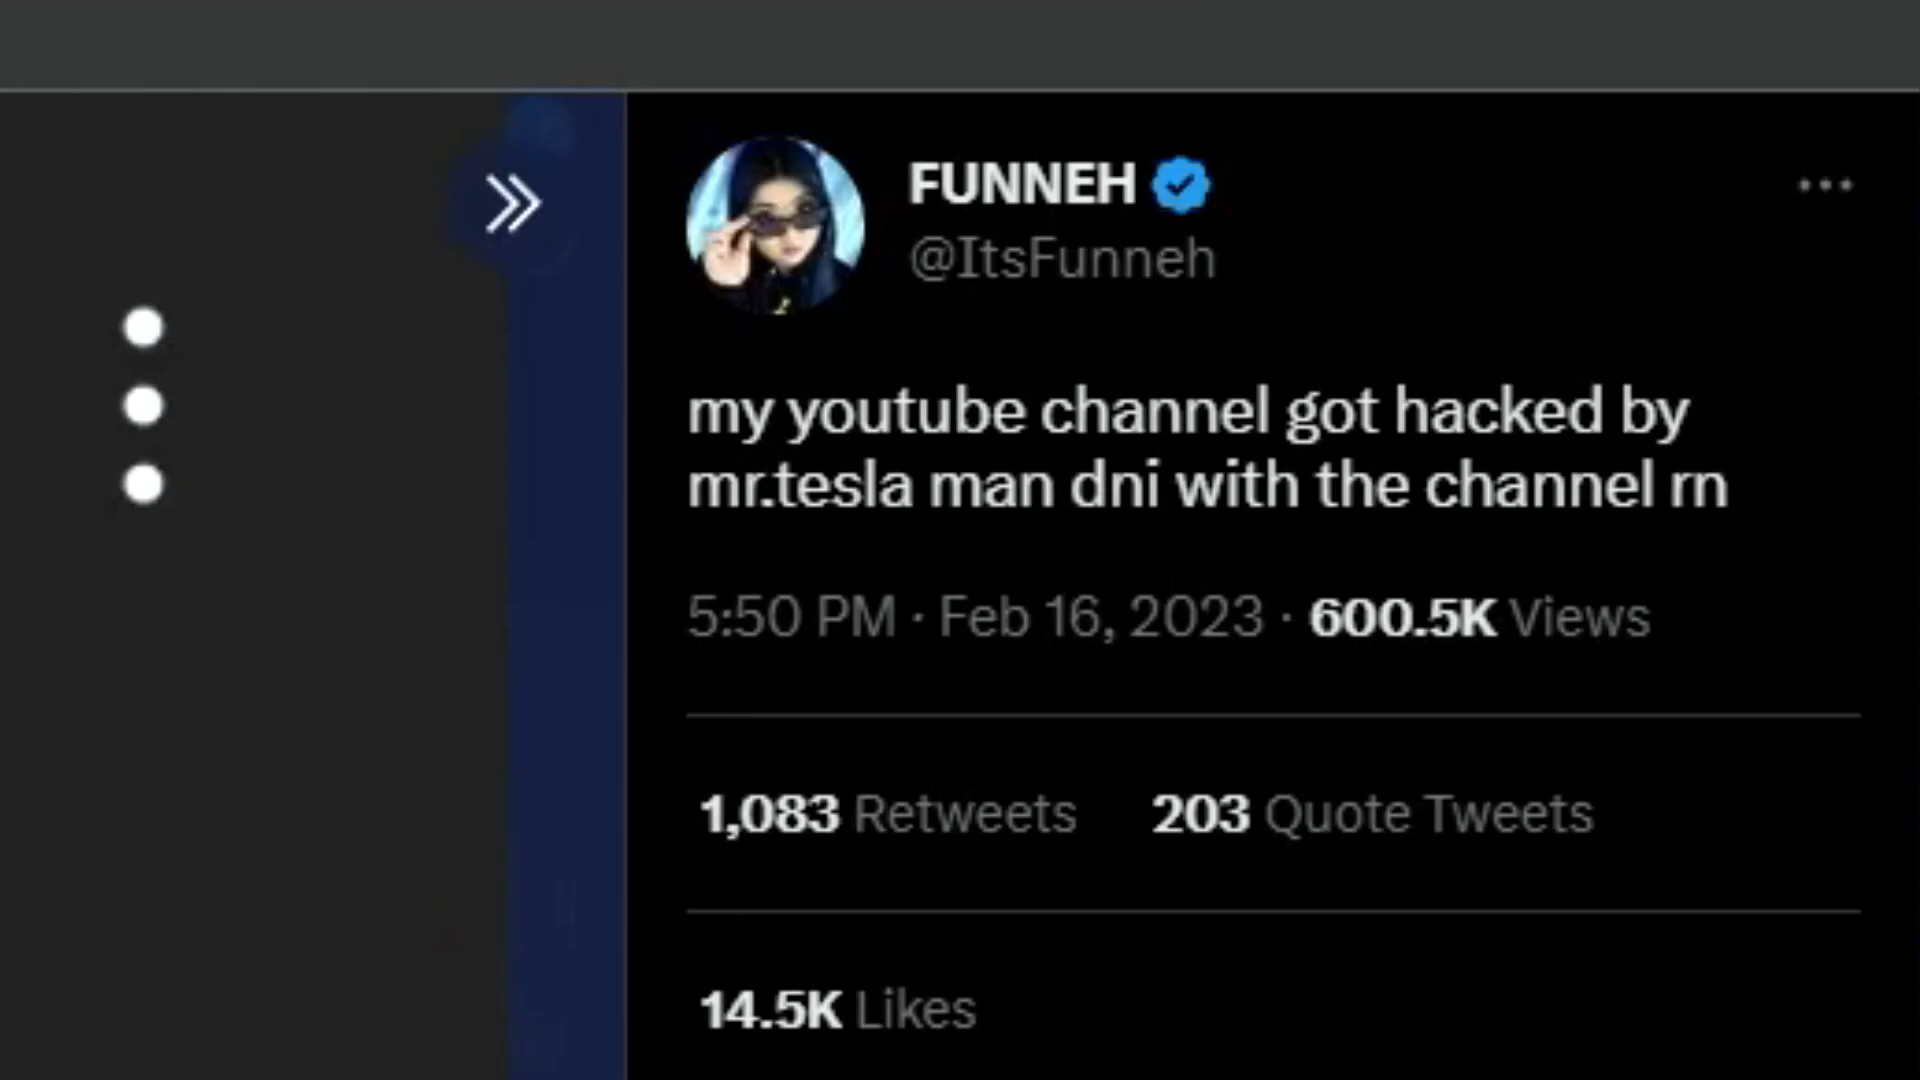 FUNNEH
@ItsFunneh
my youtube channel got hacked by
mr.tesla man dni with the channel rn
5:50 PM · Feb 16, 2023 · 600.5K Views
1,083 Retweets 203 Quote Tweets
14.5K Likes